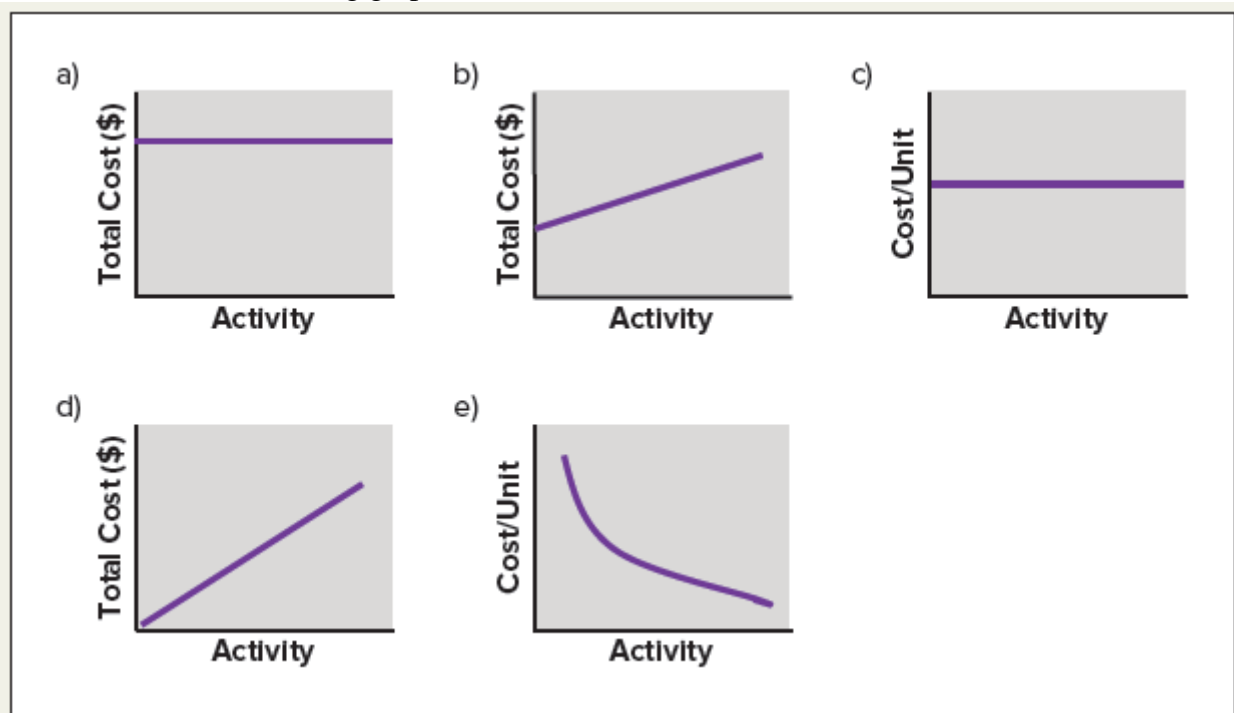 a)
Total Cost ($)
Activity
b)
Total Cost ($)
Activity
c)
Cost/Unit
Activity
d)
Total Cost ($)
Activity
e)
Cost/Unit
Activity